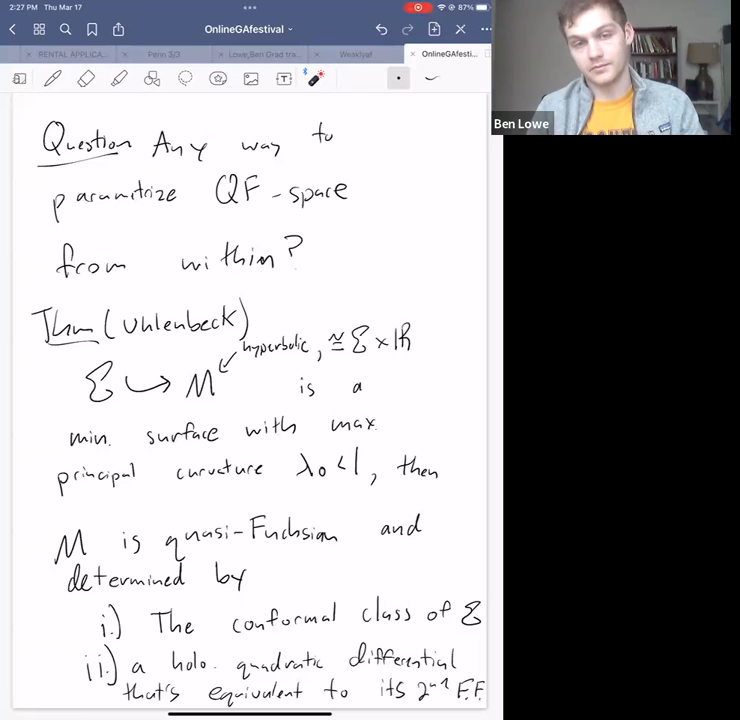 2:27 PM Thu Mar 17
87%
OnlineGAfestival
RENTAL APPLICA...
Penn 3/3
Lowe,Ben Grad tra...
Weaklyaf
OnlineGAfesti...
Ben Lowe
Question Any way to
parametrize QF-space
from within?
Thm (Uhlenbeck)
hyperbolic, ≅ Σ × ℝ
Σ ↪ M is a
min. surface with max
principal curvature λ₀<1, then
M is quasi-Fuchsian and
determined by
i.) The conformal class of Σ
ii.) a holo. quadratic differential
that's equivalent to its 2nd F.F.